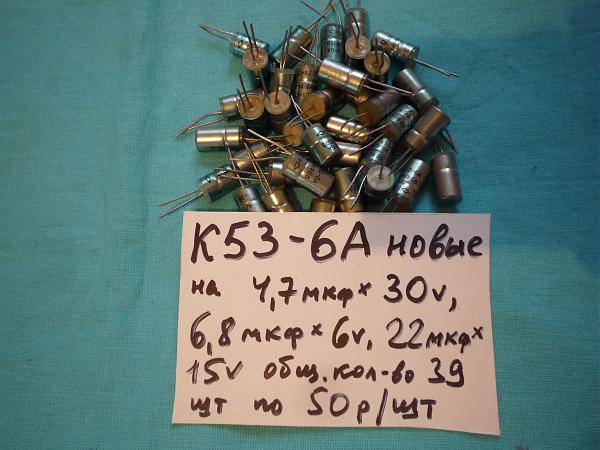 К53-6А новые
на 4,7мкф х 30v,
6,8мкф х 6v, 22мкф х
15v общ. кол-во 39
шт по 50р/шт